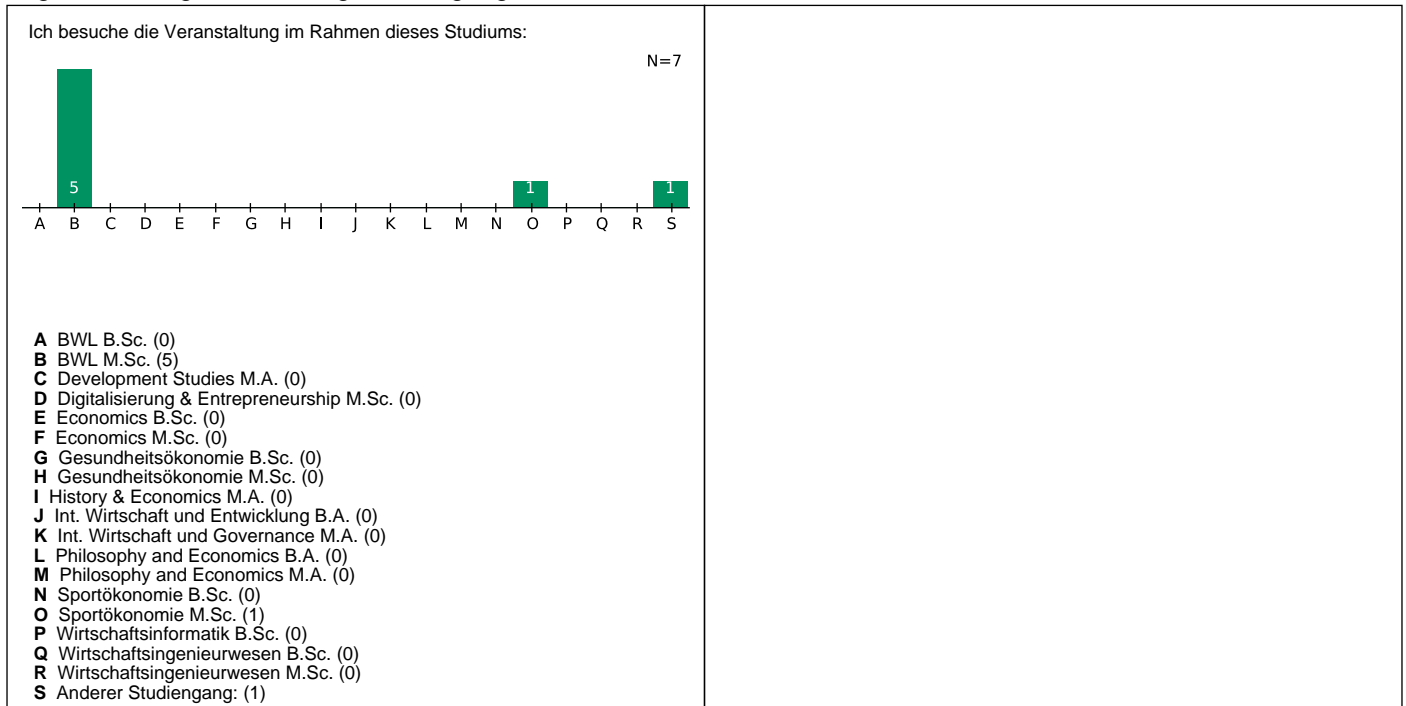 Ich besuche die Veranstaltung im Rahmen dieses Studiums:
N=7
5 1 1
A B C D E F G H I J K L M N O P Q R S
A BWL B.Sc. (0)
B BWL M.Sc. (5)
C Development Studies M.A. (0)
D Digitalisierung & Entrepreneurship M.Sc. (0)
E Economics B.Sc. (0)
F Economics M.Sc. (0)
G Gesundheitsökonomie B.Sc. (0)
H Gesundheitsökonomie M.Sc. (0)
I History & Economics M.A. (0)
J Int. Wirtschaft und Entwicklung B.A. (0)
K Int. Wirtschaft und Governance M.A. (0)
L Philosophy and Economics B.A. (0)
M Philosophy and Economics M.A. (0)
N Sportökonomie B.Sc. (0)
O Sportökonomie M.Sc. (1)
P Wirtschaftsinformatik B.Sc. (0)
Q Wirtschaftsingenieurwesen B.Sc. (0)
R Wirtschaftsingenieurwesen M.Sc. (0)
S Anderer Studiengang: (1)